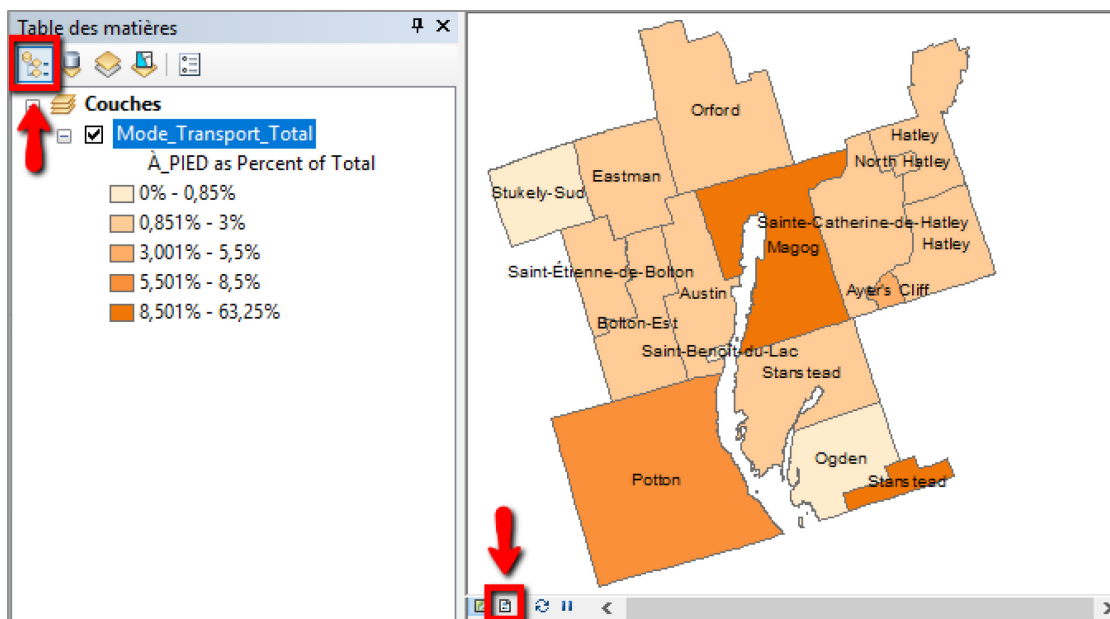 Table des matières
Couches
Mode_Transport_Total
À_PIED as Percent of Total
0% - 0,85%
0,851% - 3%
3,001% - 5,5%
5,501% - 8,5%
8,501% - 63,25%
Orford
Hatley
North Hatley
Eastman
Stukely-Sud
Sainte-Catherine-de-Hatley
Magog
Hatley
Saint-Étienne-de-Bolton
Austin
Ayer's Cliff
Bolton-Est
Saint-Benoît-du-Lac
Stanstead
Ogden
Potton
Stanstead